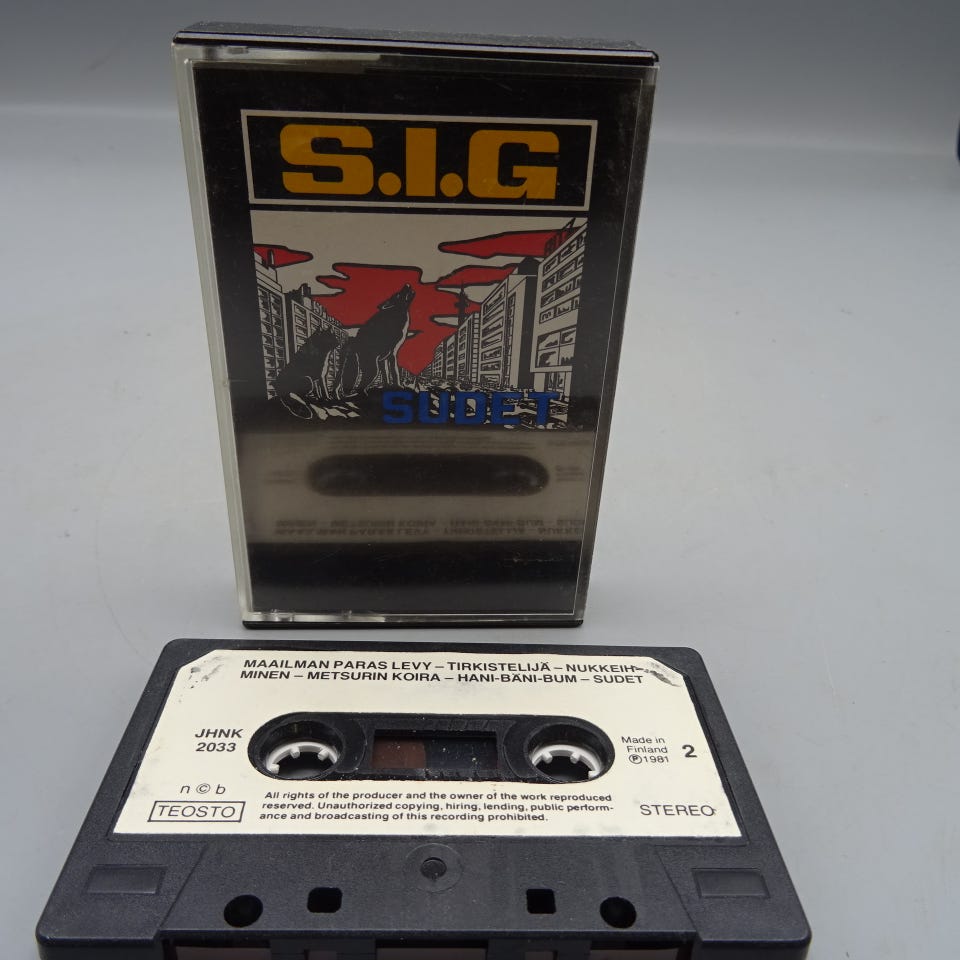 S.I.G
SUDET
MAAILMAN PARAS LEVY – TIRKISTELIJÄ – NUKKEIH-
MINEN – METSURIN KOIRA – HANI-BÄNI-BUM – SUDET
JHNK
2033
Made in
Finland
Ⓟ1981
2
n © b
TEOSTO
All rights of the producer and the owner of the work reproduced
reserved. Unauthorized copying, hiring, lending, public perform-
ance and broadcasting of this recording prohibited.
STEREO